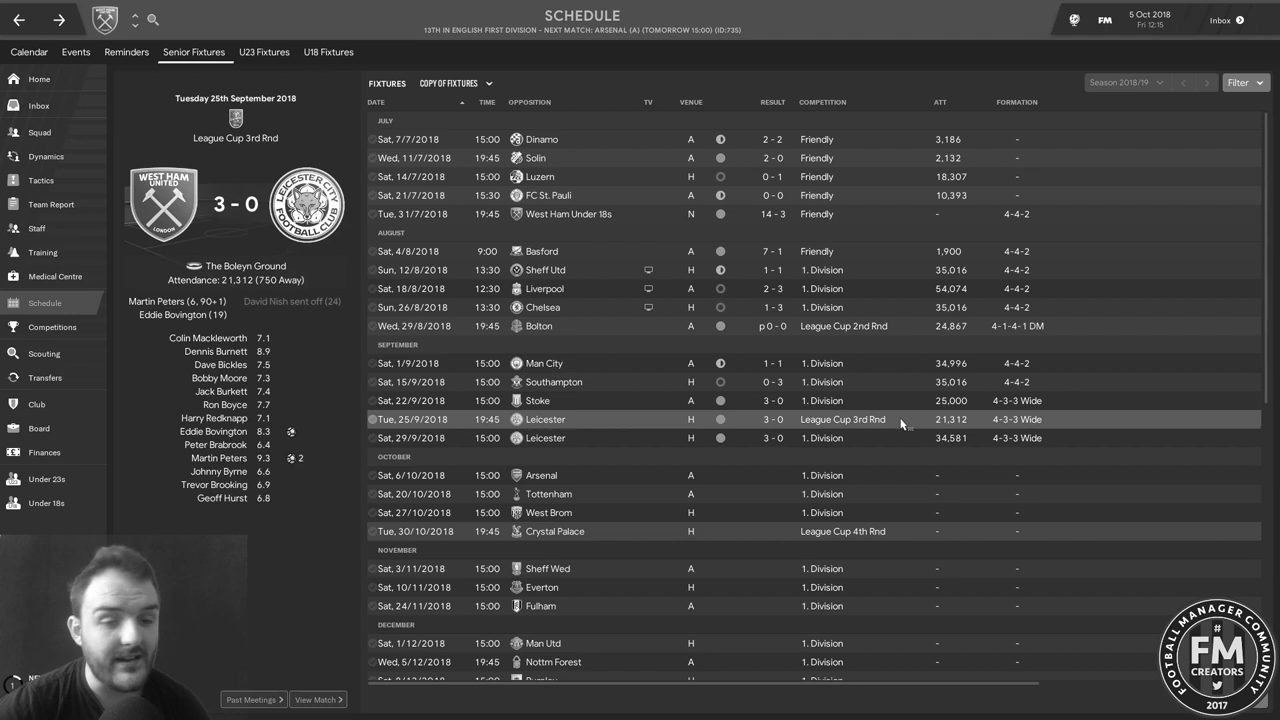 SCHEDULE
13TH IN ENGLISH FIRST DIVISION - NEXT MATCH: ARSENAL (A) (TOMORROW 15:00) (ID:735)
FM
5 Oct 2018
Fri 12:15
Inbox
Calendar Events Reminders Senior Fixtures U23 Fixtures U18 Fixtures
Home
Inbox
Squad
Dynamics
Tactics
Team Report
Staff
Training
Medical Centre
Schedule
Competitions
Scouting
Transfers
Club
Board
Finances
Under 23s
Under 18s
Tuesday 25th September 2018
League Cup 3rd Rnd
WEST HAM
UNITED
LONDON
3 - 0
LEICESTER CITY
FOOTBALL CLUB
The Boleyn Ground
Attendance: 21,312 (750 Away)
Martin Peters (6, 90+1) David Nish sent off (24)
Eddie Bovington (19)
Colin Mackleworth 7.1
Dennis Burnett 8.9
Dave Bickles 7.5
Bobby Moore 7.3
Jack Burkett 7.4
Ron Boyce 7.7
Harry Redknapp 7.1
Eddie Bovington 8.3
Peter Brabrook 6.4
Martin Peters 9.3 2
Johnny Byrne 6.6
Trevor Brooking 6.9
Geoff Hurst 6.8
Past Meetings View Match
FIXTURES COPY OF FIXTURES Season 2018/19 Filter
DATE TIME OPPOSITION TV VENUE RESULT COMPETITION ATT FORMATION
JULY
Sat, 7/7/2018 15:00 Dinamo A 2 - 2 Friendly 3,186 -
Wed, 11/7/2018 19:45 Solin A 2 - 0 Friendly 2,132 -
Sat, 14/7/2018 15:00 Luzern H 0 - 1 Friendly 18,307 -
Sat, 21/7/2018 15:30 FC St. Pauli A 0 - 0 Friendly 10,393 -
Tue, 31/7/2018 19:45 West Ham Under 18s N 14 - 3 Friendly - 4-4-2
AUGUST
Sat, 4/8/2018 9:00 Basford A 7 - 1 Friendly 1,900 4-4-2
Sun, 12/8/2018 13:30 Sheff Utd H 1 - 1 1. Division 35,016 4-4-2
Sat, 18/8/2018 12:30 Liverpool A 2 - 3 1. Division 54,074 4-4-2
Sun, 26/8/2018 13:30 Chelsea H 1 - 3 1. Division 35,016 4-4-2
Wed, 29/8/2018 19:45 Bolton A p 0 - 0 League Cup 2nd Rnd 24,867 4-1-4-1 DM
SEPTEMBER
Sat, 1/9/2018 15:00 Man City A 1 - 1 1. Division 34,996 4-4-2
Sat, 15/9/2018 15:00 Southampton H 0 - 3 1. Division 35,016 4-4-2
Sat, 22/9/2018 15:00 Stoke A 3 - 0 1. Division 25,000 4-3-3 Wide
Tue, 25/9/2018 19:45 Leicester H 3 - 0 League Cup 3rd Rnd 21,312 4-3-3 Wide
Sat, 29/9/2018 15:00 Leicester H 3 - 0 1. Division 34,581 4-3-3 Wide
OCTOBER
Sat, 6/10/2018 15:00 Arsenal A 1. Division - -
Sat, 20/10/2018 15:00 Tottenham A 1. Division - -
Sat, 27/10/2018 15:00 West Brom H 1. Division - -
Tue, 30/10/2018 19:45 Crystal Palace H League Cup 4th Rnd - -
NOVEMBER
Sat, 3/11/2018 15:00 Sheff Wed A 1. Division - -
Sat, 10/11/2018 15:00 Everton H 1. Division - -
Sat, 24/11/2018 15:00 Fulham A 1. Division - -
DECEMBER
Sat, 1/12/2018 15:00 Man Utd H 1. Division - -
Wed, 5/12/2018 19:45 Nottm Forest A 1. Division - -
FOOTBALL MANAGER COMMUNITY
#
FM
CREATORS
2017